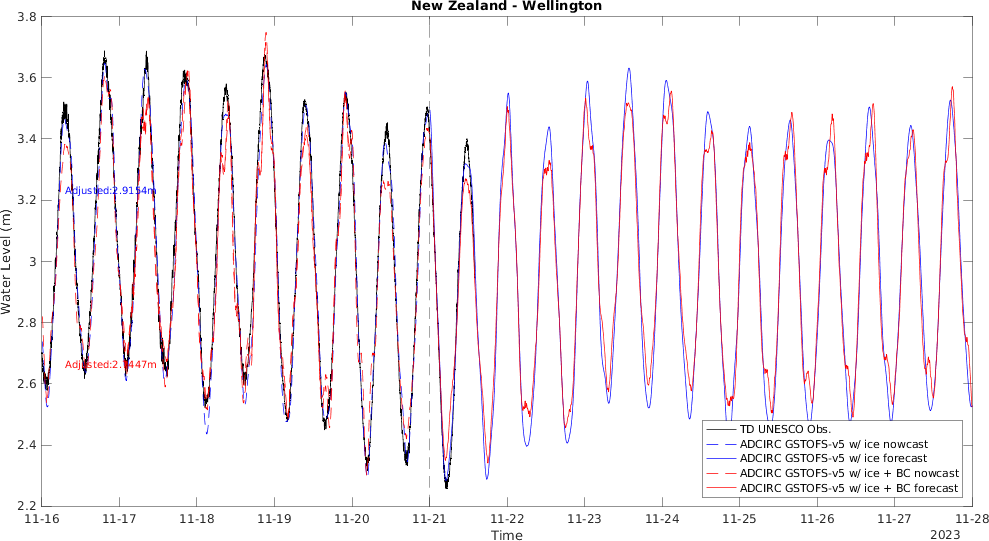 New Zealand - Wellington
3.8
3.6
3.4
3.2
3
2.8
2.6
2.4
2.2
Water Level (m)
Adjusted:2.9154m
Adjusted:2.7447m
TD UNESCO Obs.
ADCIRC GSTOFS-v5 w/ ice nowcast
ADCIRC GSTOFS-v5 w/ ice forecast
ADCIRC GSTOFS-v5 w/ ice + BC nowcast
ADCIRC GSTOFS-v5 w/ ice + BC forecast
11-16 11-17 11-18 11-19 11-20 11-21 11-22 11-23 11-24 11-25 11-26 11-27 11-28
Time
2023